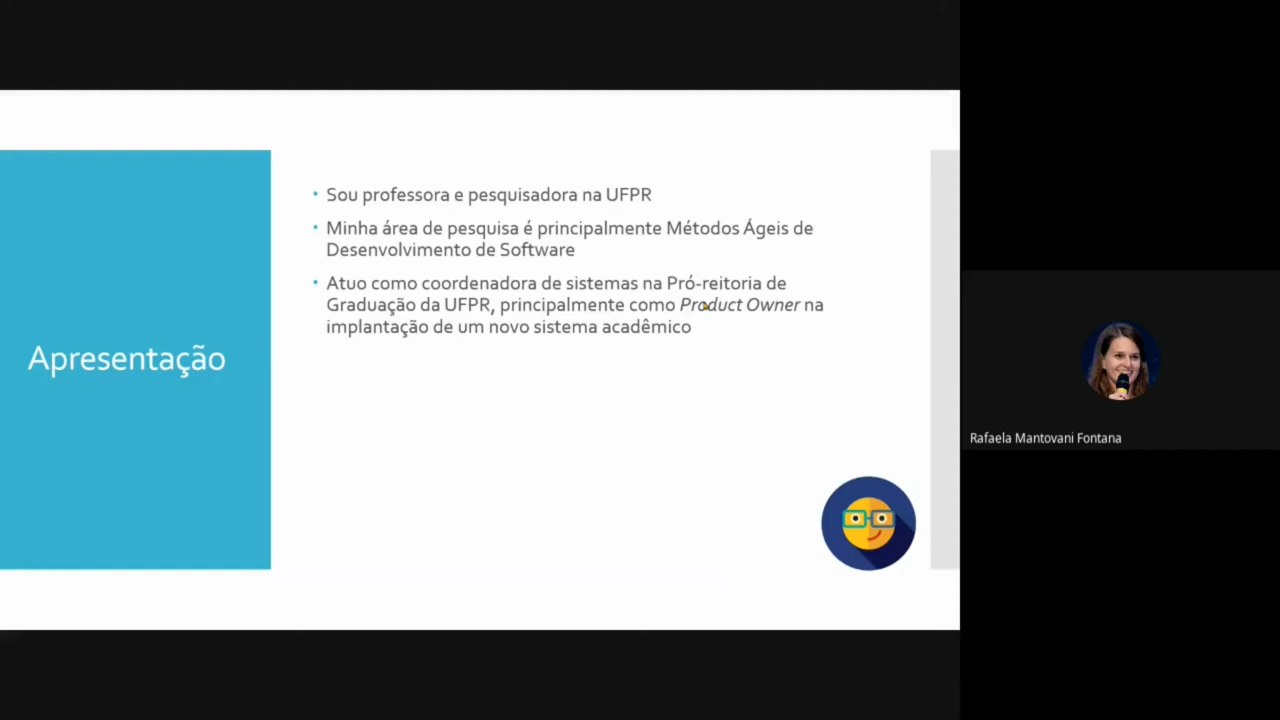 Apresentação
• Sou professora e pesquisadora na UFPR
• Minha área de pesquisa é principalmente Métodos Ágeis de
Desenvolvimento de Software
• Atuo como coordenadora de sistemas na Pró-reitoria de
Graduação da UFPR, principalmente como Product Owner na
implantação de um novo sistema acadêmico
Rafaela Mantovani Fontana